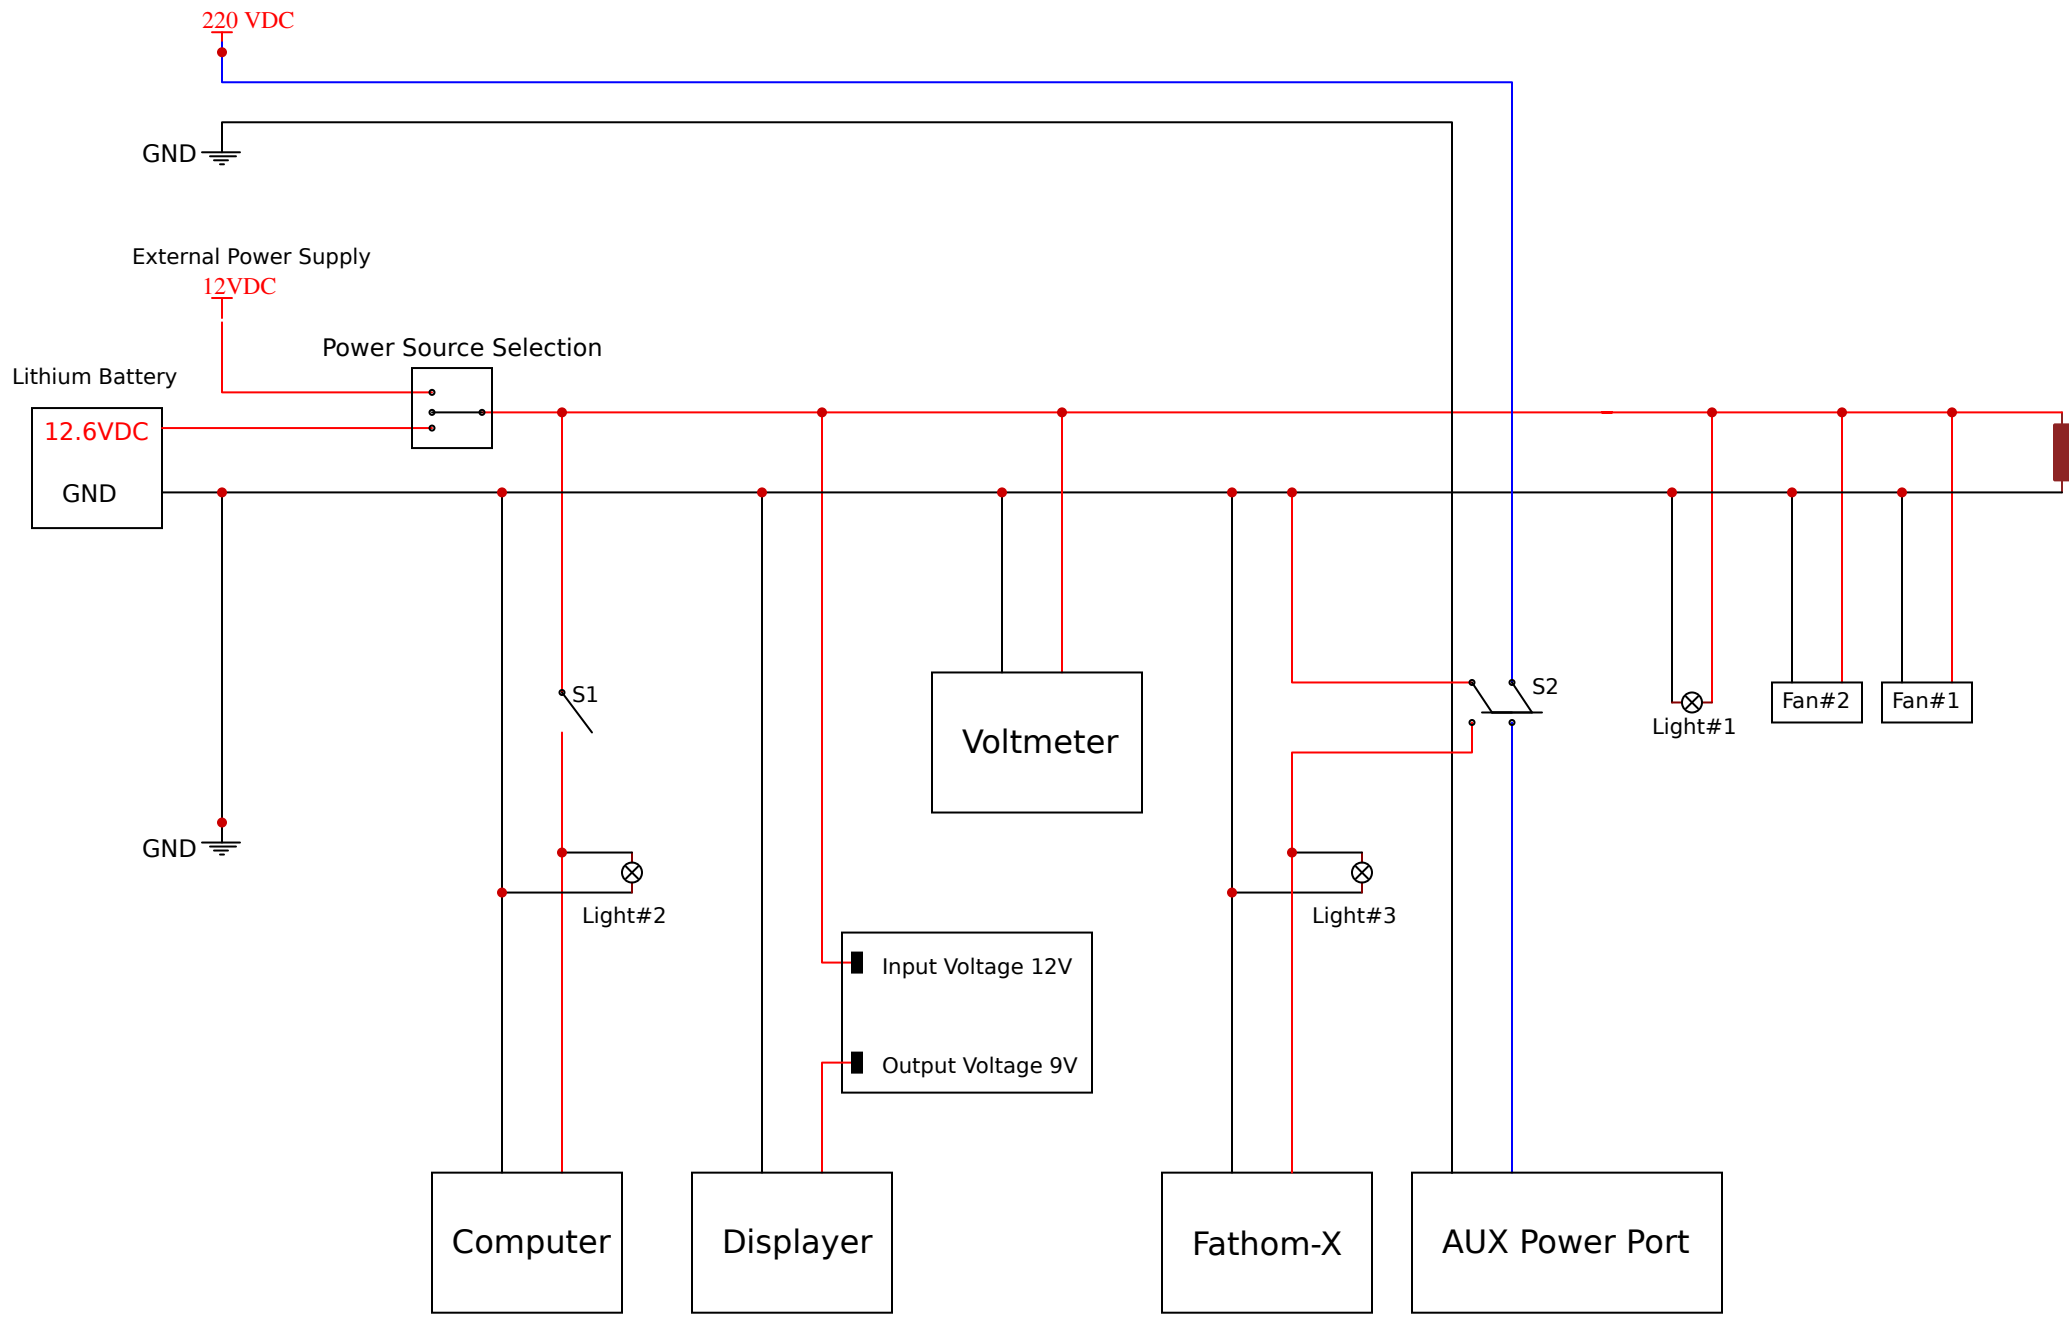 220 VDC
GND
External Power Supply
12VDC
Power Source Selection
Lithium Battery
12.6VDC
GND
S1
S2
Voltmeter
Light#1
Fan#2
Fan#1
GND
Light#2
Light#3
Input Voltage 12V
Output Voltage 9V
Computer
Displayer
Fathom-X
AUX Power Port